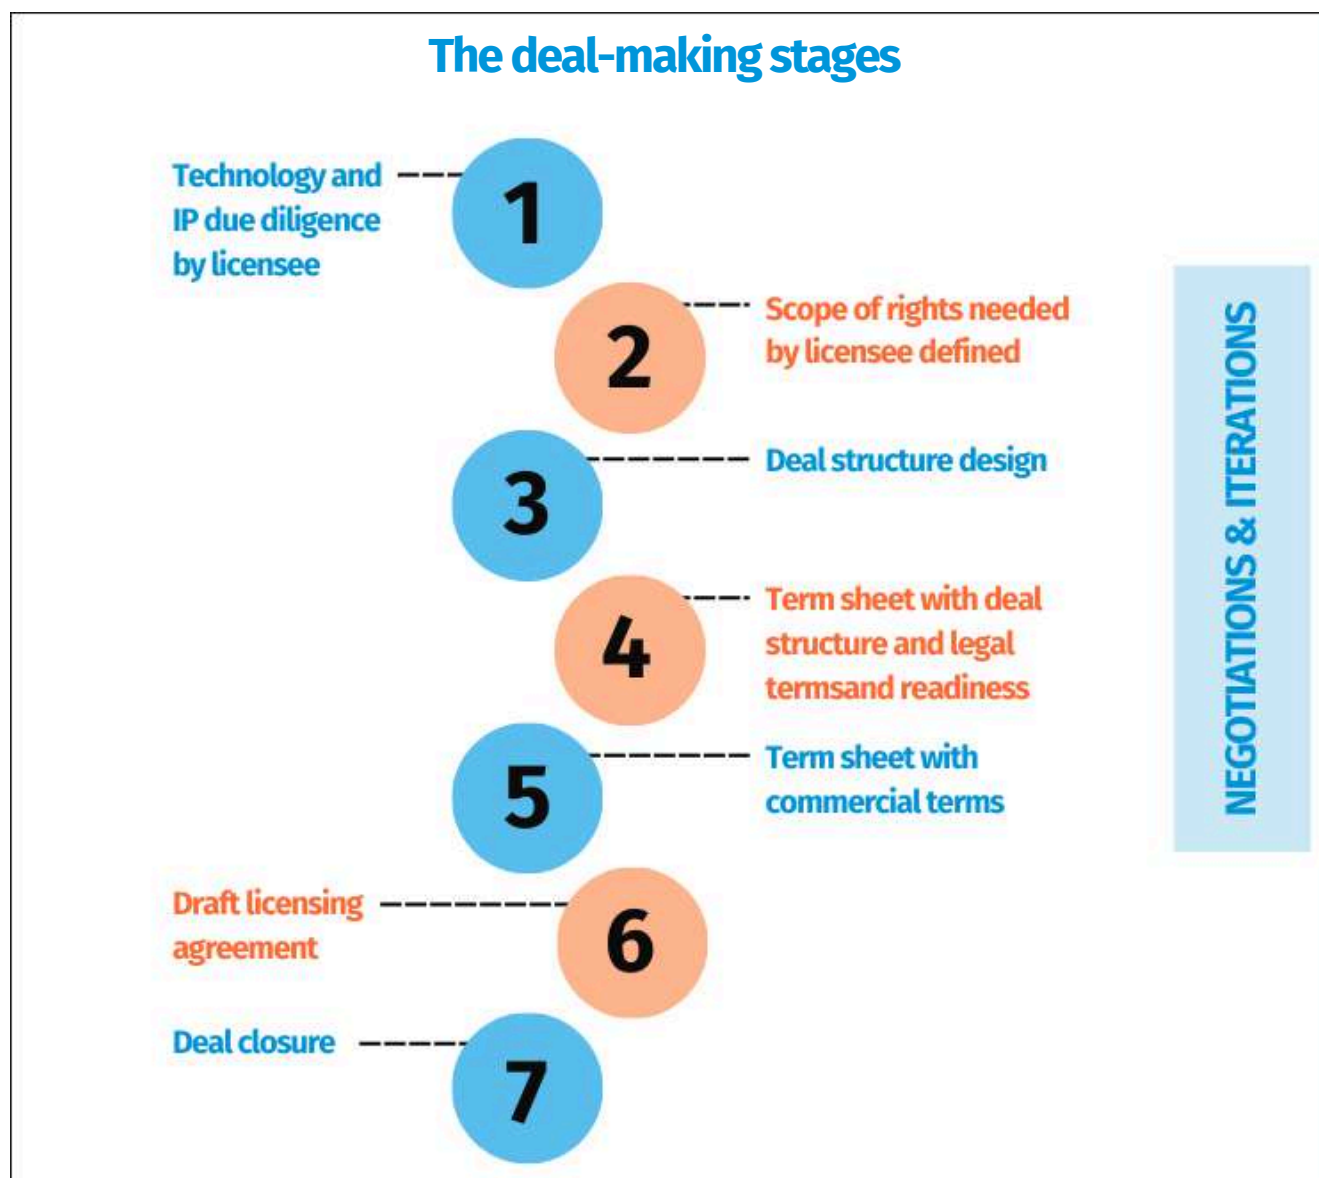 The deal-making stages
1
Technology and
IP due diligence
by licensee
2
Scope of rights needed
by licensee defined
3
Deal structure design
4
Term sheet with deal
structure and legal
termsand readiness
5
Term sheet with
commercial terms
6
Draft licensing
agreement
7
Deal closure
NEGOTIATIONS & ITERATIONS